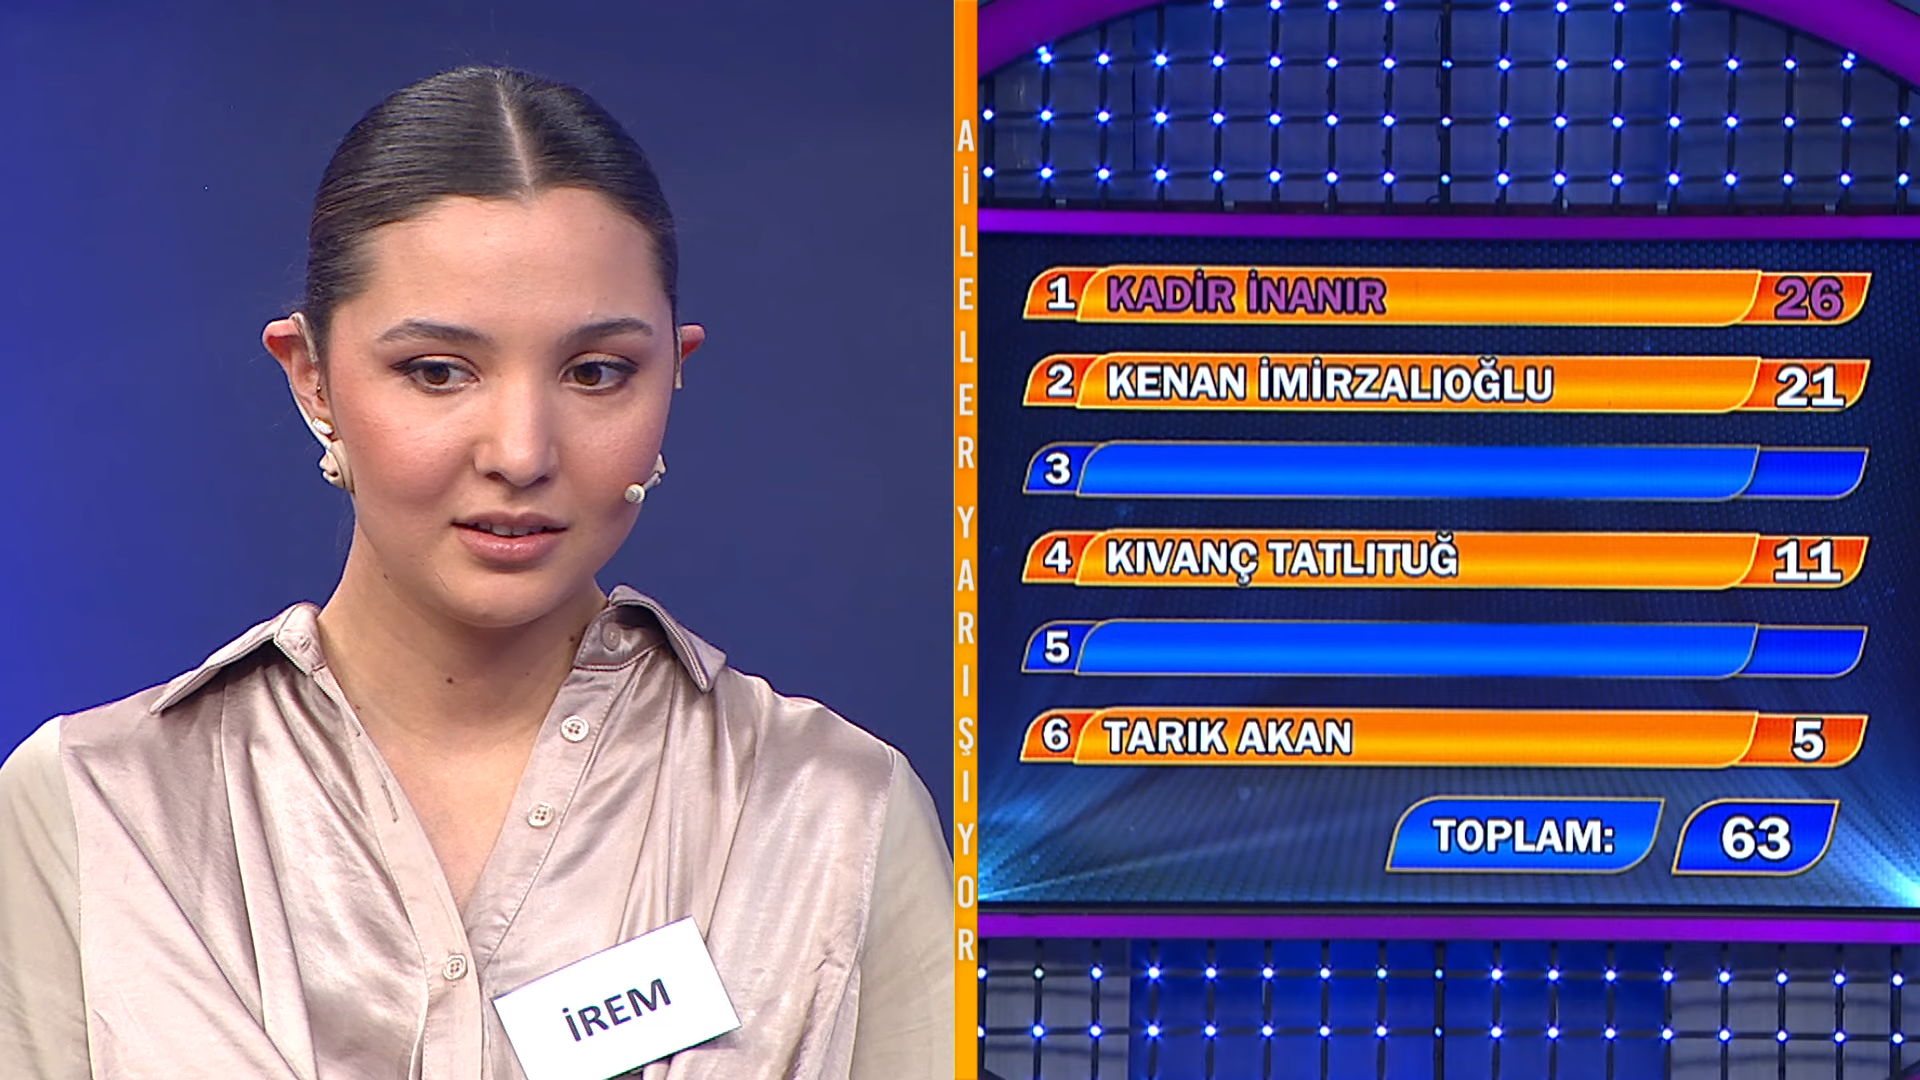 İREM
AİLELER YARIŞIYOR
1 KADİR İNANIR 26
2 KENAN İMİRZALIOĞLU 21
3
4 KIVANÇ TATLITUĞ 11
5
6 TARIK AKAN 5
TOPLAM: 63